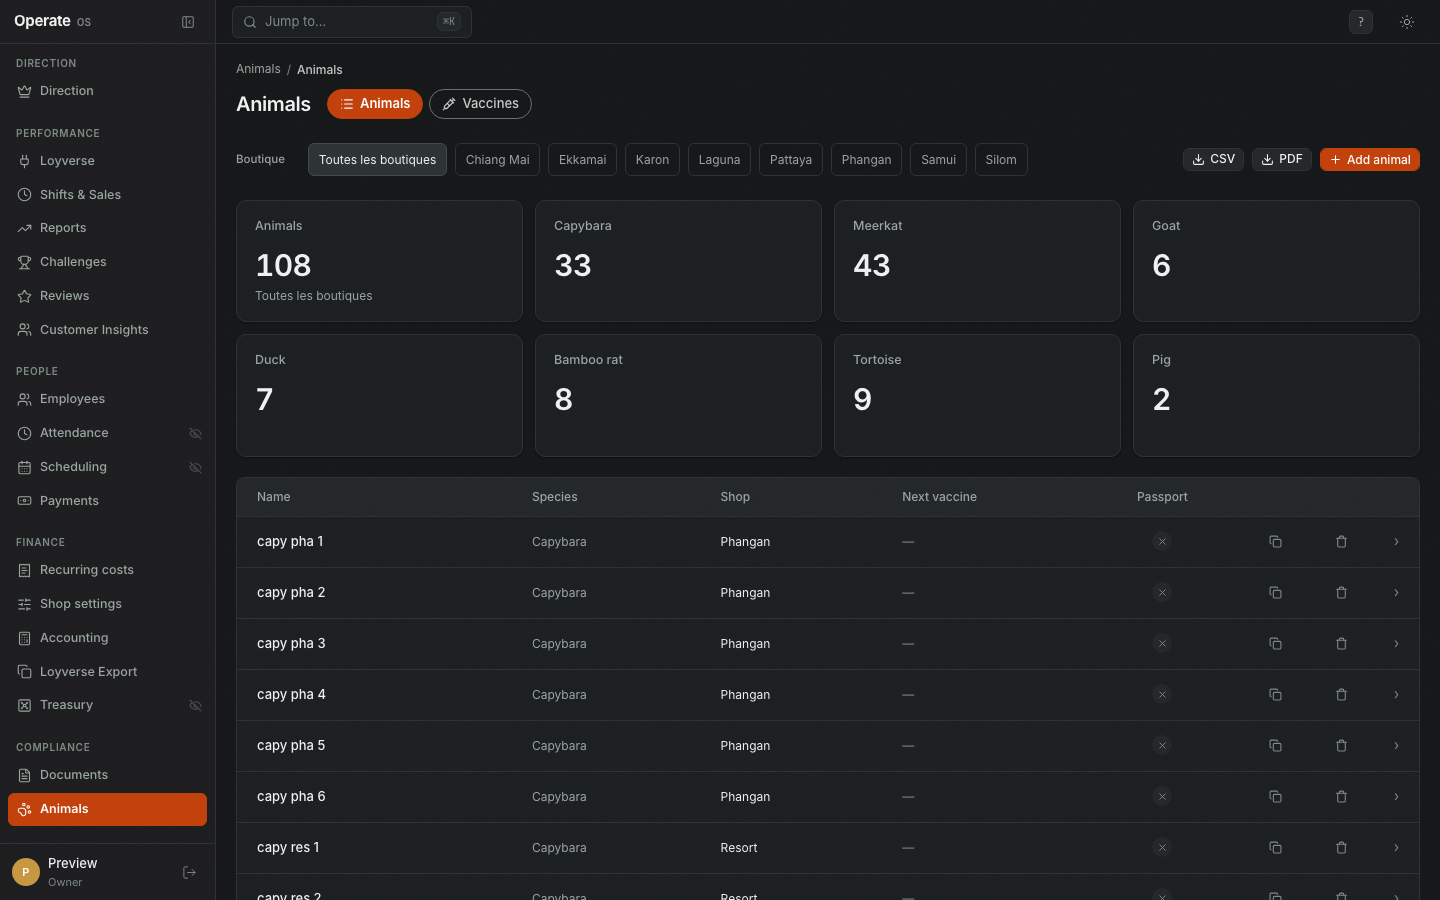 Operate OS
Jump to...
⌘K
?
DIRECTION
Direction
PERFORMANCE
Loyverse
Shifts & Sales
Reports
Challenges
Reviews
Customer Insights
PEOPLE
Employees
Attendance
Scheduling
Payments
FINANCE
Recurring costs
Shop settings
Accounting
Loyverse Export
Treasury
COMPLIANCE
Documents
Animals
P
Preview
Owner
Animals / Animals
Animals
Animals
Vaccines
Boutique
Toutes les boutiques
Chiang Mai
Ekkamai
Karon
Laguna
Pattaya
Phangan
Samui
Silom
CSV
PDF
Add animal
Animals
108
Toutes les boutiques
Capybara
33
Meerkat
43
Goat
6
Duck
7
Bamboo rat
8
Tortoise
9
Pig
2
Name Species Shop Next vaccine Passport
capy pha 1 Capybara Phangan —
capy pha 2 Capybara Phangan —
capy pha 3 Capybara Phangan —
capy pha 4 Capybara Phangan —
capy pha 5 Capybara Phangan —
capy pha 6 Capybara Phangan —
capy res 1 Capybara Resort —
capy res 2 Capybara Resort —